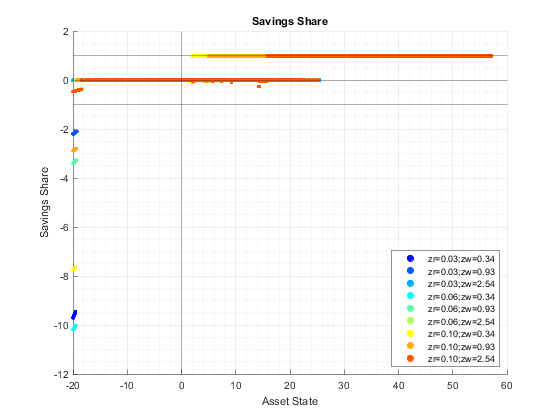 Savings Share
2
0
-2
-4
-6
-8
-10
-12
Savings Share
-20
-10
0
10
20
30
40
50
60
Asset State
zr=0.03;zw=0.34
zr=0.03;zw=0.93
zr=0.03;zw=2.54
zr=0.06;zw=0.34
zr=0.06;zw=0.93
zr=0.06;zw=2.54
zr=0.10;zw=0.34
zr=0.10;zw=0.93
zr=0.10;zw=2.54